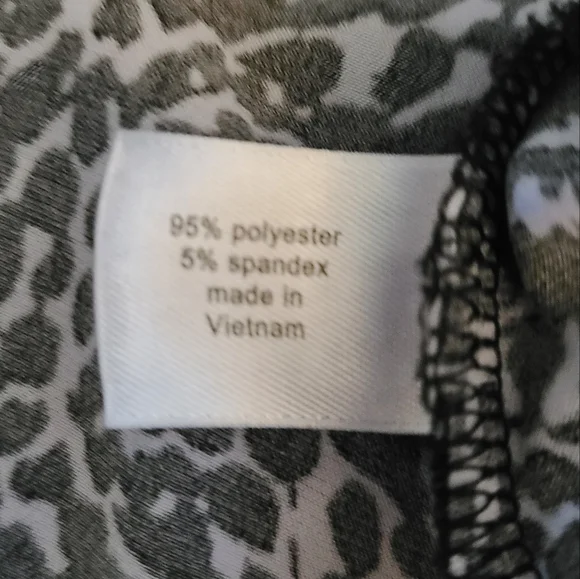 95% polyester
5% spandex
made in
Vietnam